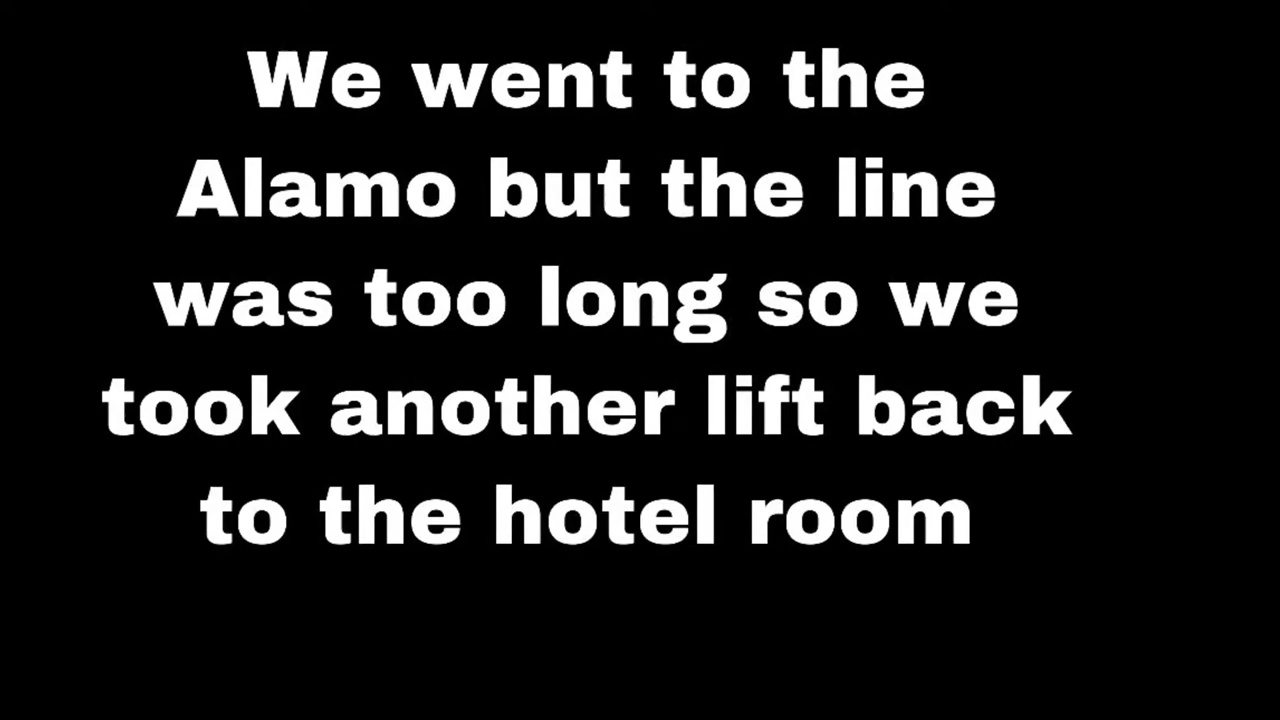 We went to the
Alamo but the line
was too long so we
took another lift back
to the hotel room